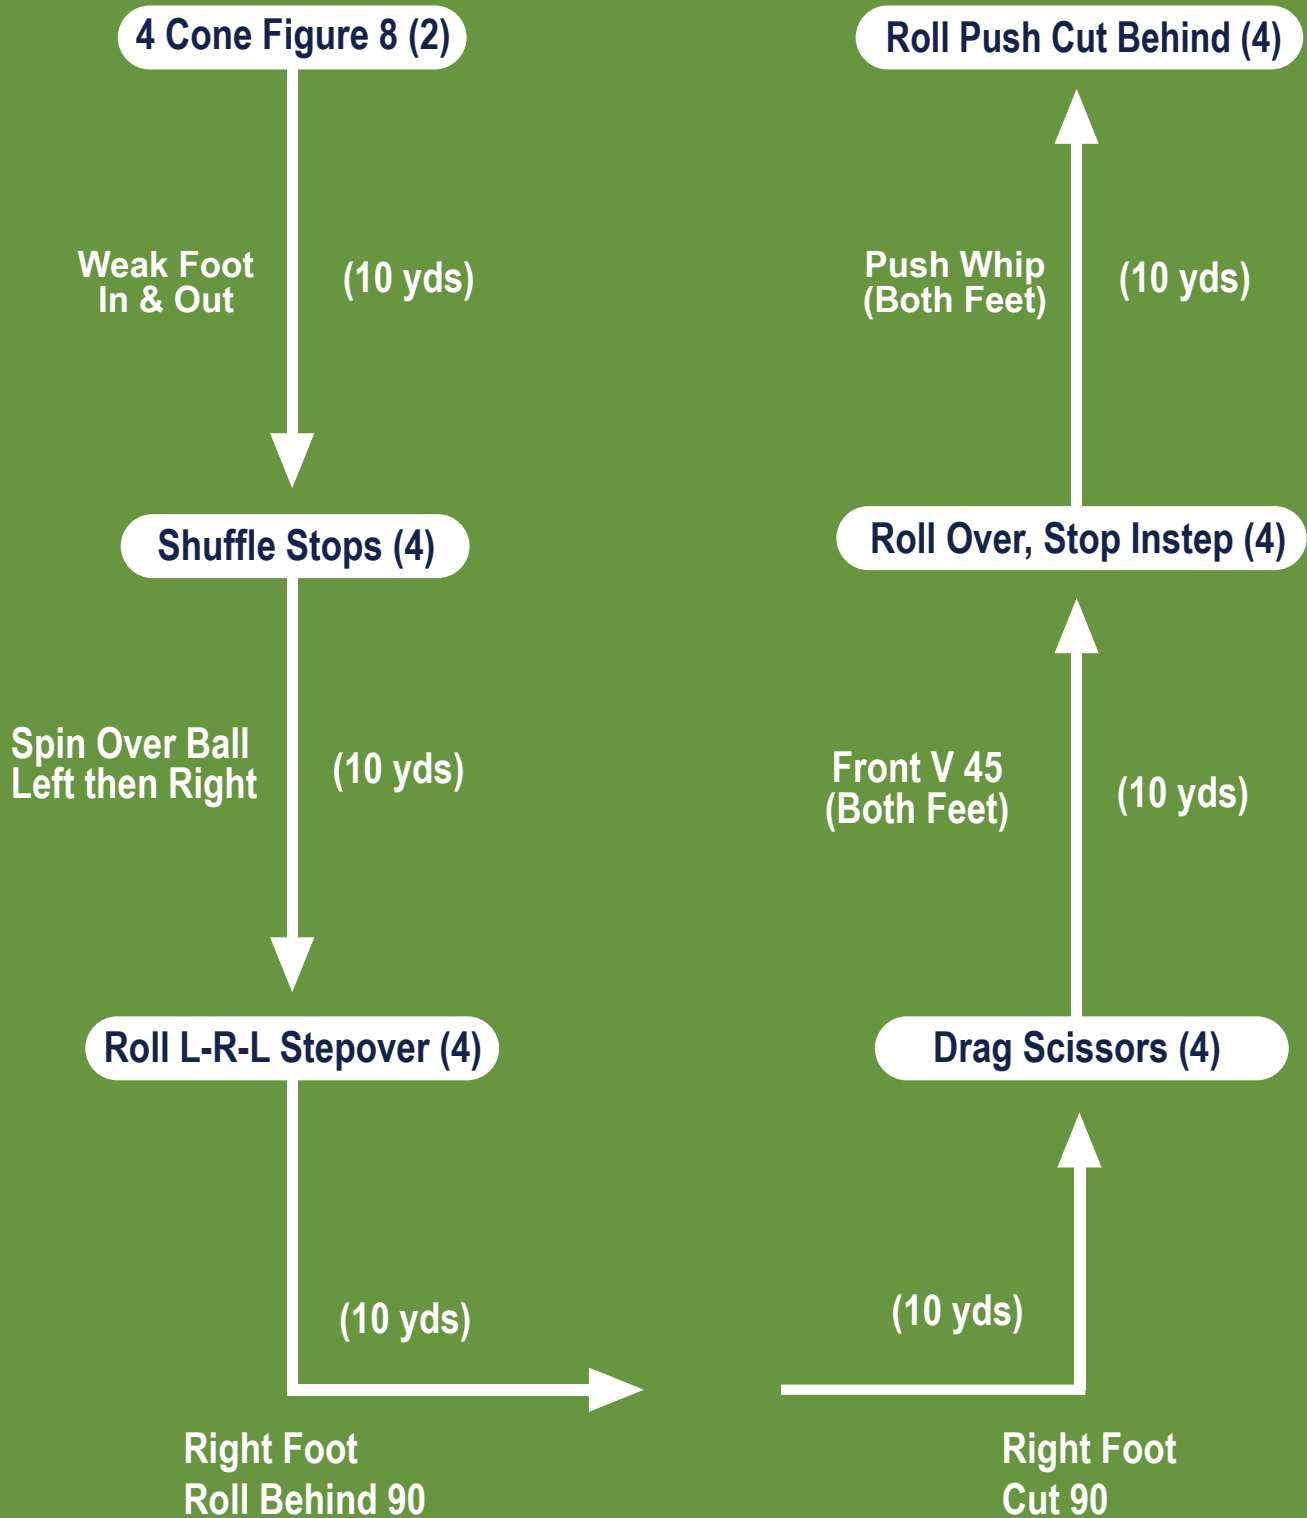 4 Cone Figure 8 (2)
Weak Foot
In & Out
(10 yds)
Shuffle Stops (4)
Spin Over Ball
Left then Right
(10 yds)
Roll L-R-L Stepover (4)
(10 yds)
Right Foot
Roll Behind 90
Right Foot
Cut 90
(10 yds)
Drag Scissors (4)
Front V 45
(Both Feet)
(10 yds)
Roll Over, Stop Instep (4)
Push Whip
(Both Feet)
(10 yds)
Roll Push Cut Behind (4)